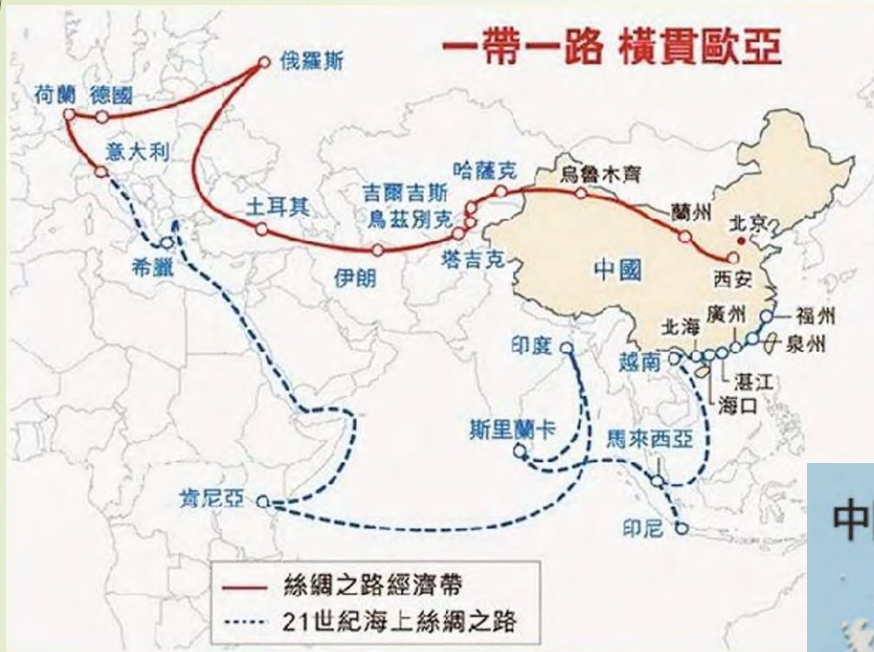 一帶一路 橫貫歐亞
俄羅斯
荷蘭
德國
意大利
哈薩克
烏魯木齊
吉爾吉斯
烏茲別克
土耳其
蘭州
北京
塔吉克
伊朗
希臘
中國
西安
廣州
福州
北海
印度
越南
泉州
湛江
海口
斯里蘭卡
馬來西亞
肯尼亞
印尼
中
絲綢之路經濟帶
21世紀海上絲綢之路